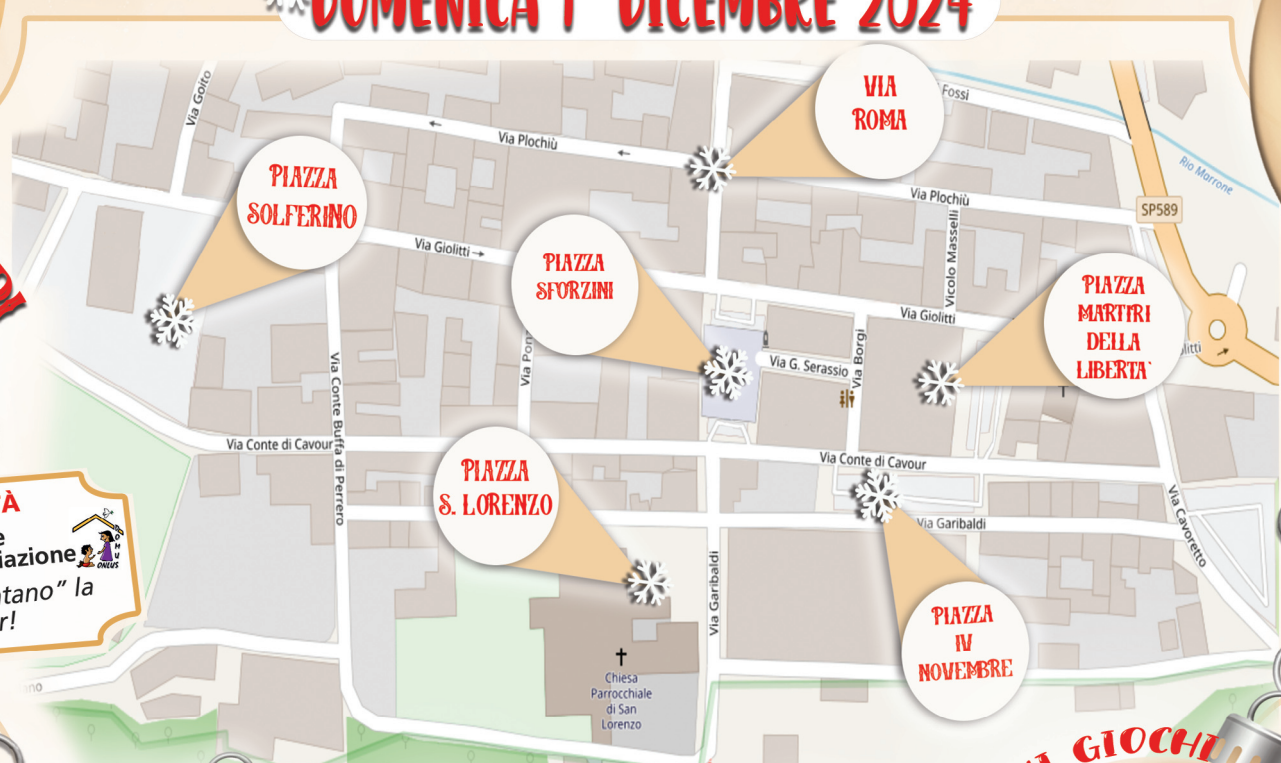 DOMENICA 1° DICEMBRE 2024
VIA
ROMA
Fossi
Via Goito
Via Plochiù
Rio Marrone
PIAZZA
SOLFERINO
Via Plochiù
SP589
Via Giolitti
PIAZZA
SFORZINI
Vicolo Masselli
PIAZZA
MARTIRI
DELLA
LIBERTA'
Via Giolitti
Via G. Serassio
Via Borgi
Via Conte Buffa di Perrero
Via Conte di Cavour
Via Conte di Cavour
PIAZZA
S. LORENZO
Via Garibaldi
Via Cavoretto
Via Garibaldi
PIAZZA
IV
NOVEMBRE
Chiesa
Parrocchiale
di San
Lorenzo
ONLUS
GIOCHI